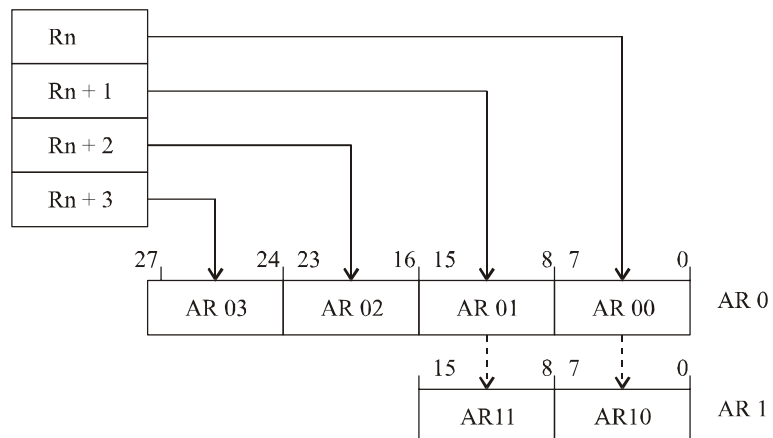 Rn
Rn + 1
Rn + 2
Rn + 3
27 24 23 16 15 8 7 0
AR 03 AR 02 AR 01 AR 00 AR 0
15 8 7 0
AR11 AR10 AR 1